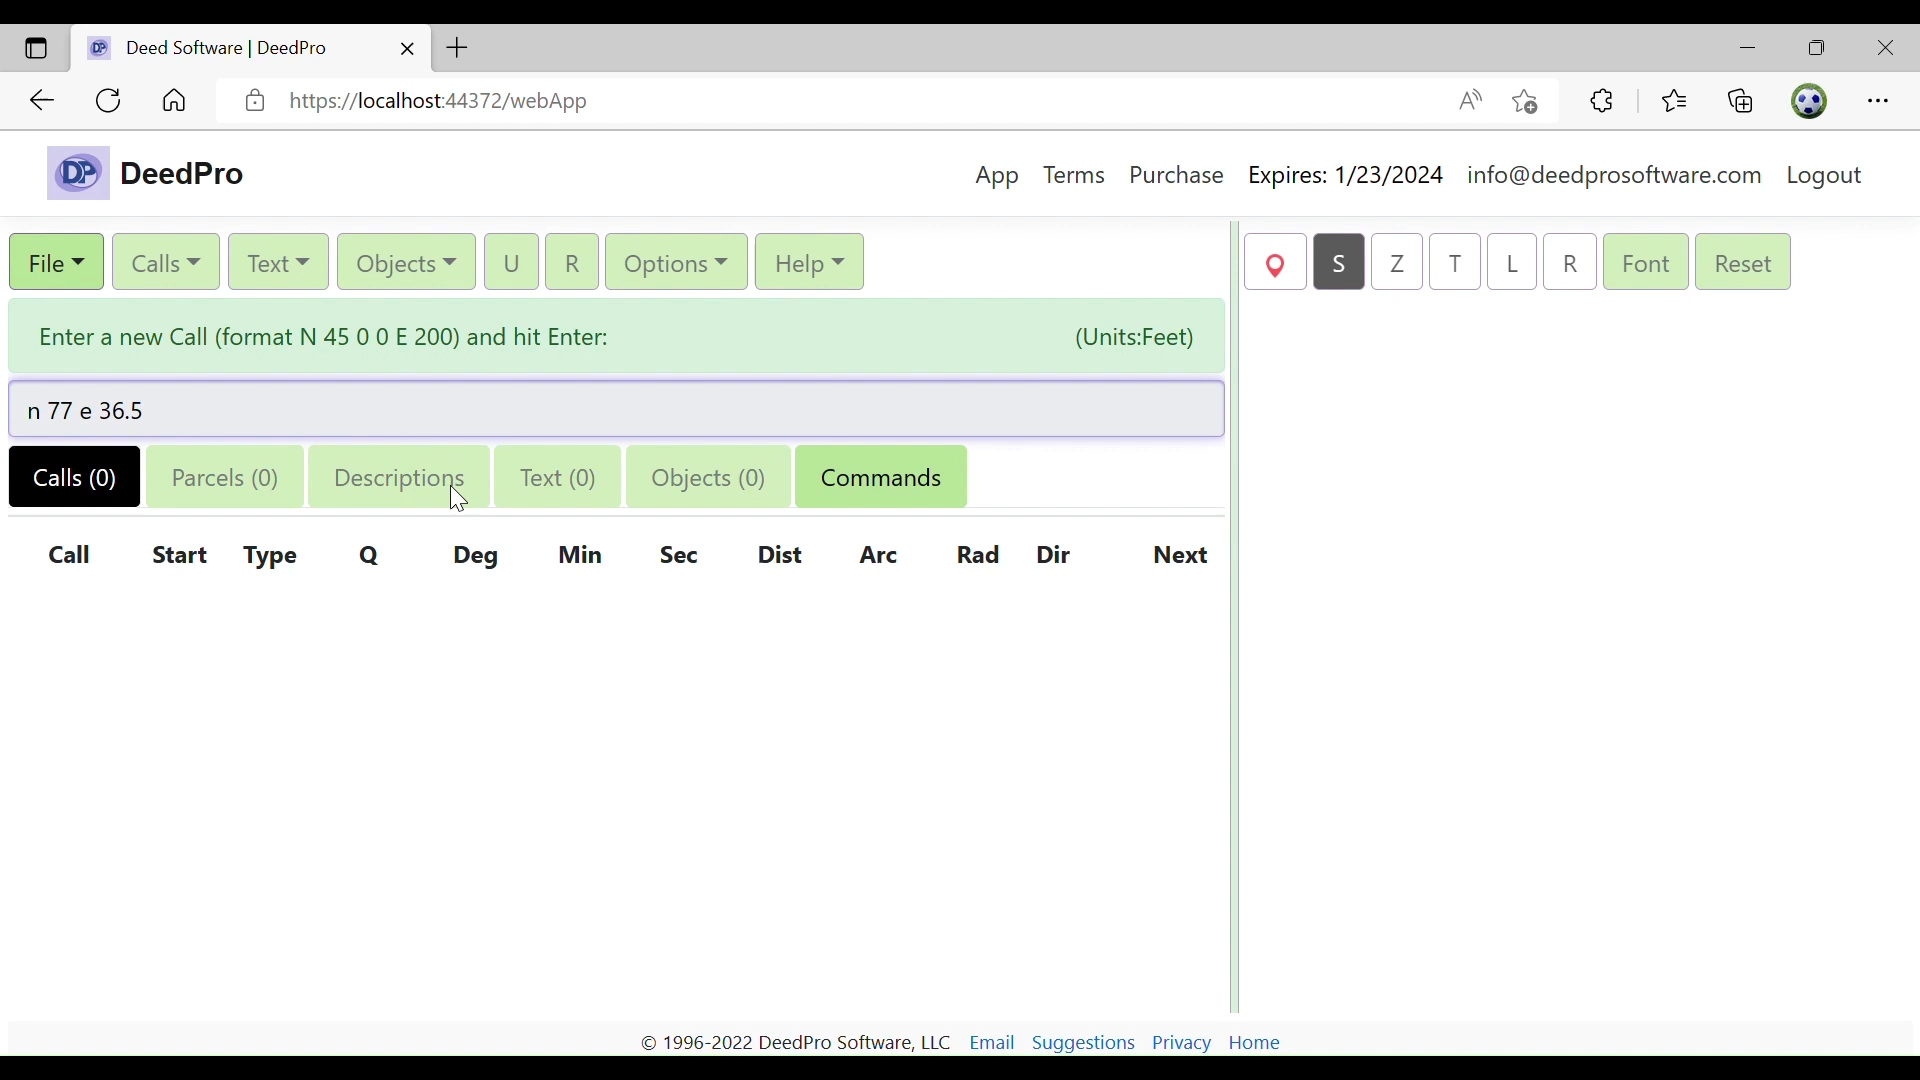 Deed Software | DeedPro
https://localhost:44372/webApp
DP DeedPro App Terms Purchase Expires: 1/23/2024 info@deedprosoftware.com Logout
File Calls Text Objects U R Options Help S Z T L R Font Reset
Enter a new Call (format N 45 0 0 E 200) and hit Enter: (Units:Feet)
n 77 e 36.5
Calls (0) Parcels (0) Descriptions Text (0) Objects (0) Commands
Call Start Type Q Deg Min Sec Dist Arc Rad Dir Next
© 1996-2022 DeedPro Software, LLC Email Suggestions Privacy Home